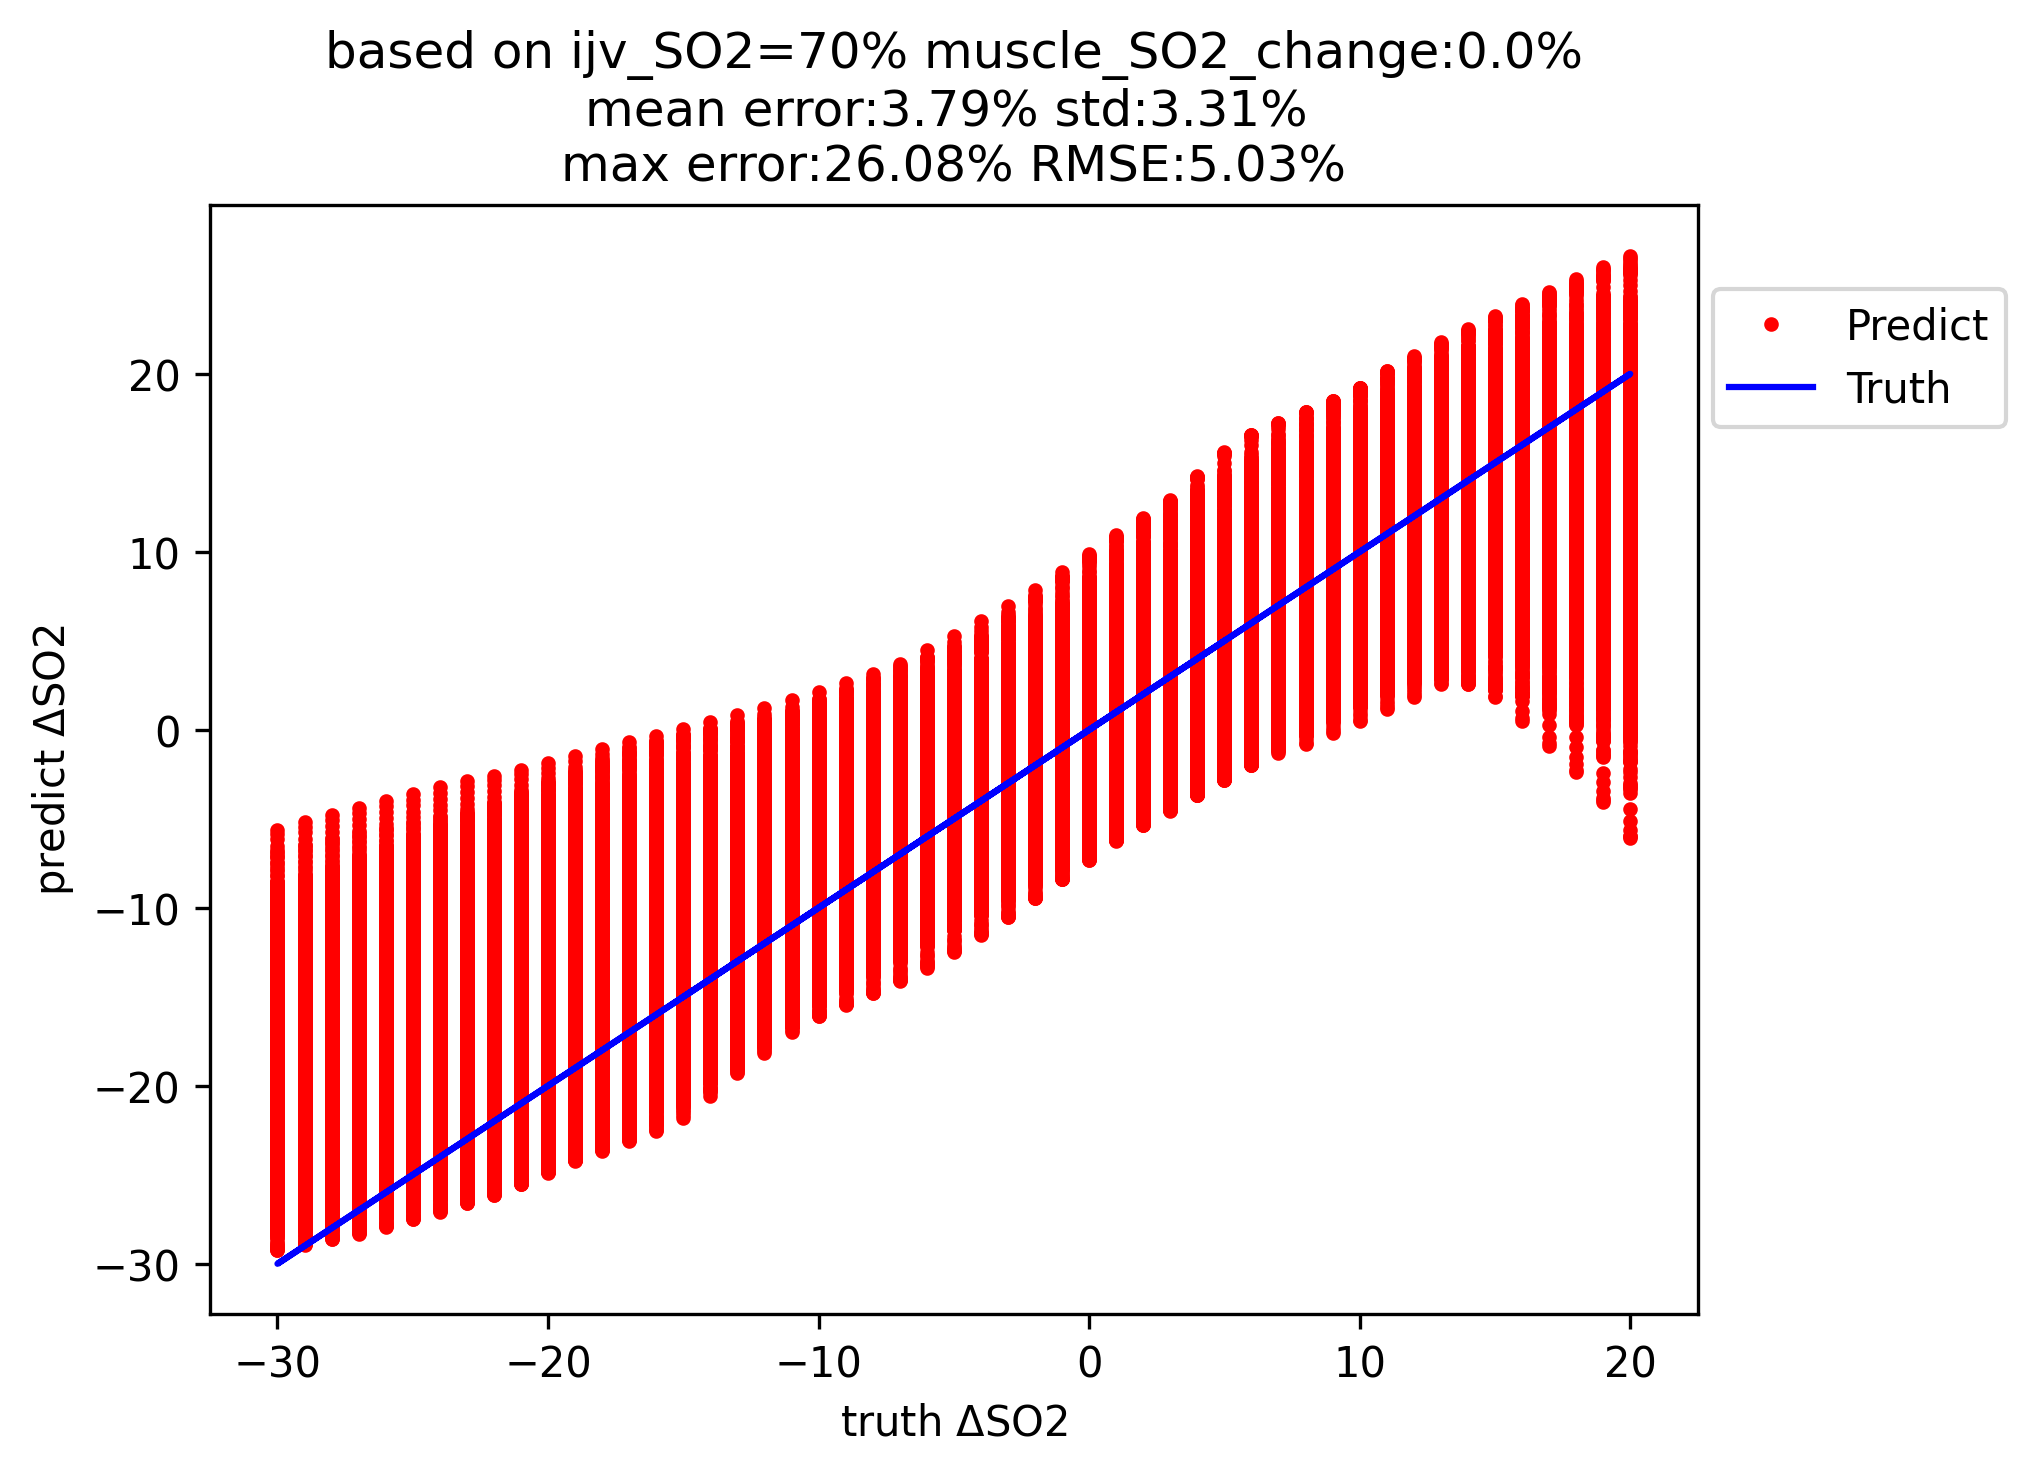 based on ijv_SO2=70% muscle_SO2_change:0.0%
mean error:3.79% std:3.31%
max error:26.08% RMSE:5.03%
Predict
Truth
predict ΔSO2
20
10
0
−10
−20
−30
−30
−20
−10
0
10
20
truth ΔSO2